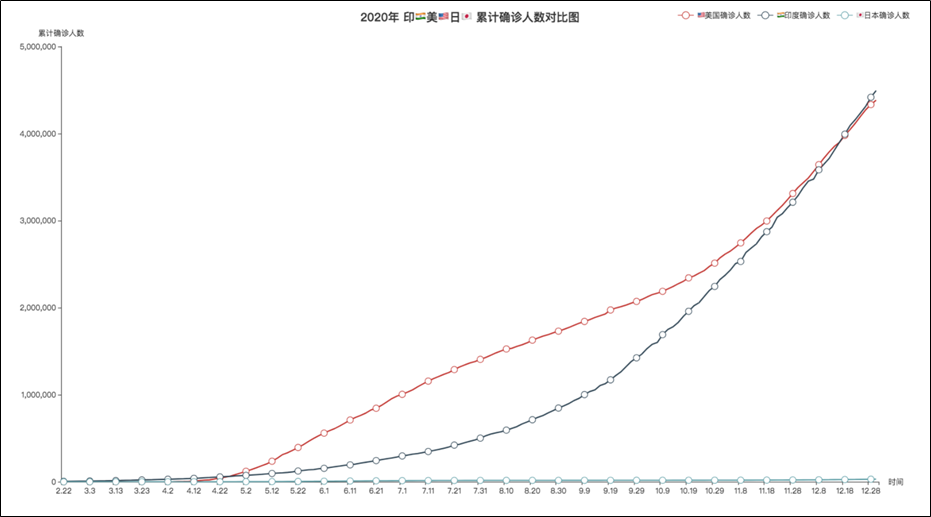 2020年 印🇮🇳美🇺🇸日🇯🇵 累计确诊人数对比图
🇺🇸美国确诊人数 🇮🇳印度确诊人数 🇯🇵日本确诊人数
累计确诊人数
5,000,000
4,000,000
3,000,000
2,000,000
1,000,000
0
2.22 3.3 3.13 3.23 4.2 4.12 4.22 5.2 5.12 5.22 6.1 6.11 6.21 7.1 7.11 7.21 7.31 8.10 8.20 8.30 9.9 9.19 9.29 10.9 10.19 10.29 11.8 11.18 11.28 12.8 12.18 12.28 时间